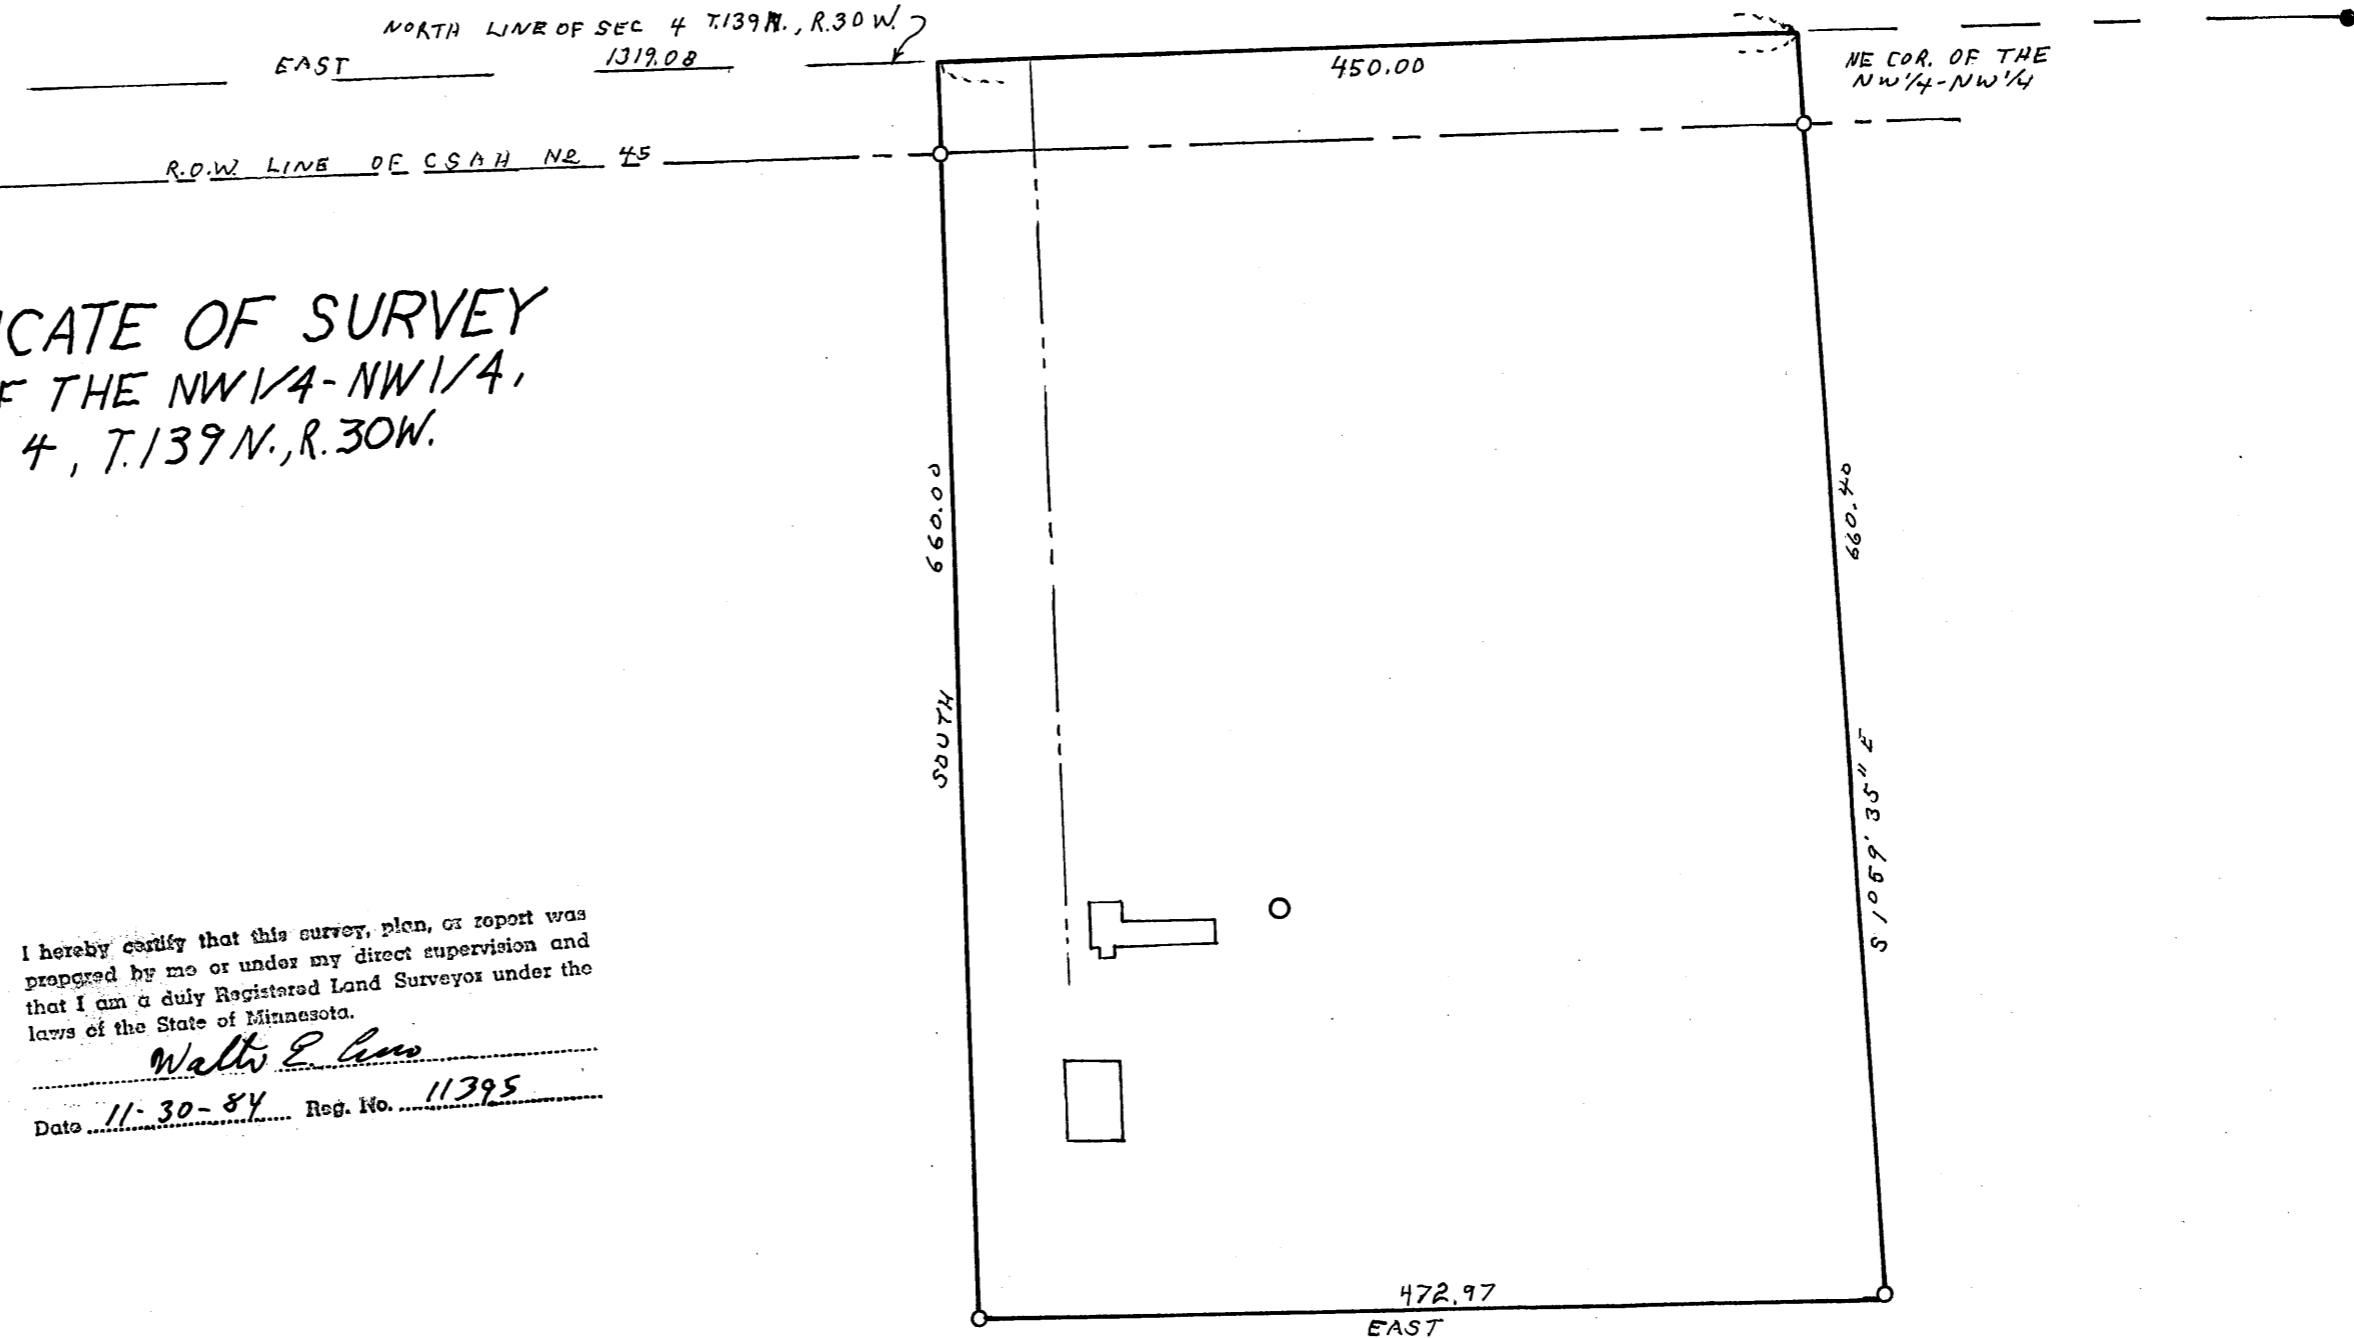 NORTH LINE OF SEC 4 T.139N., R.30W.
EAST 1319.08
450.00
NE COR. OF THE
NW1/4-NW1/4
R.O.W. LINE OF CSAH No 45
ICATE OF SURVEY
F THE NW1/4-NW1/4,
4, T.139N., R.30W.
660.00
SOUTH
660.40
S 1°59'35" E
I hereby certify that this survey, plan, or report was
prepared by me or under my direct supervision and
that I am a duly Registered Land Surveyor under the
laws of the State of Minnesota.
Walter E.
Date 11-30-84 Reg. No. 11395
472.97
EAST